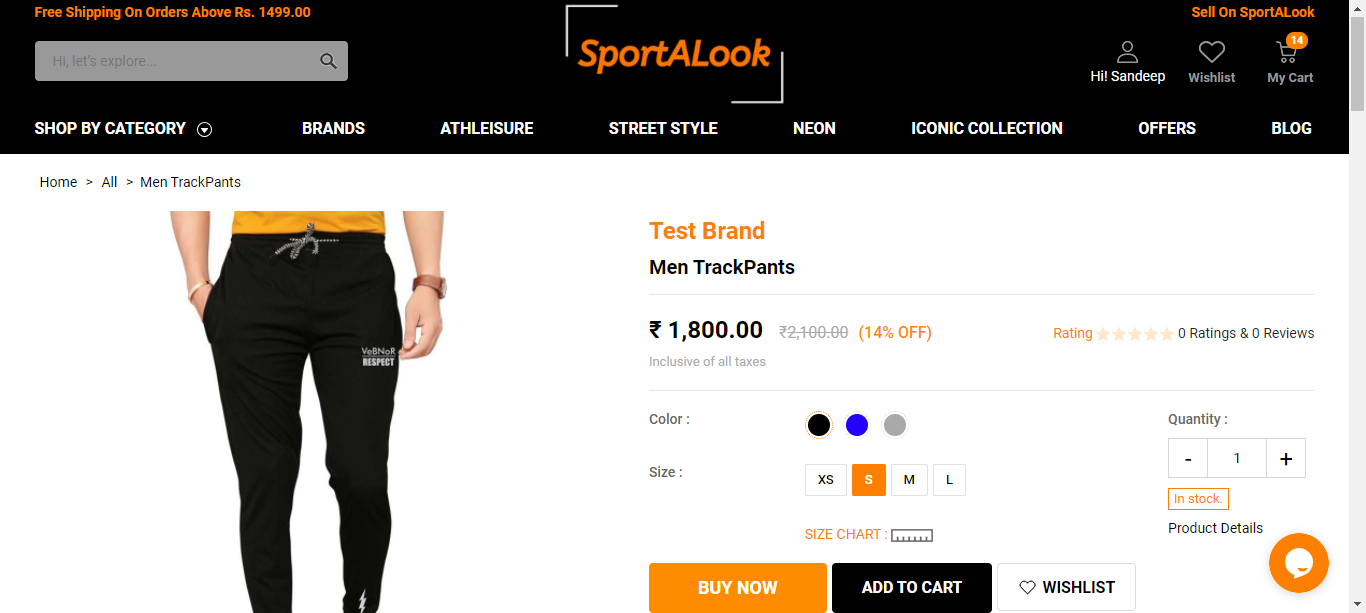 Free Shipping On Orders Above Rs. 1499.00
Sell On SportALook
Hi, let's explore...
SportALook
14
Hi! Sandeep
Wishlist
My Cart
SHOP BY CATEGORY
BRANDS
ATHLEISURE
STREET STYLE
NEON
ICONIC COLLECTION
OFFERS
BLOG
Home > All > Men TrackPants
VeBNoR
RESPECT
Test Brand
Men TrackPants
₹ 1,800.00 ₹2,100.00 (14% OFF)
Rating 0 Ratings & 0 Reviews
Inclusive of all taxes
Color :
Quantity :
- 1 +
Size :
XS S M L
In stock.
Product Details
SIZE CHART :
BUY NOW
ADD TO CART
WISHLIST